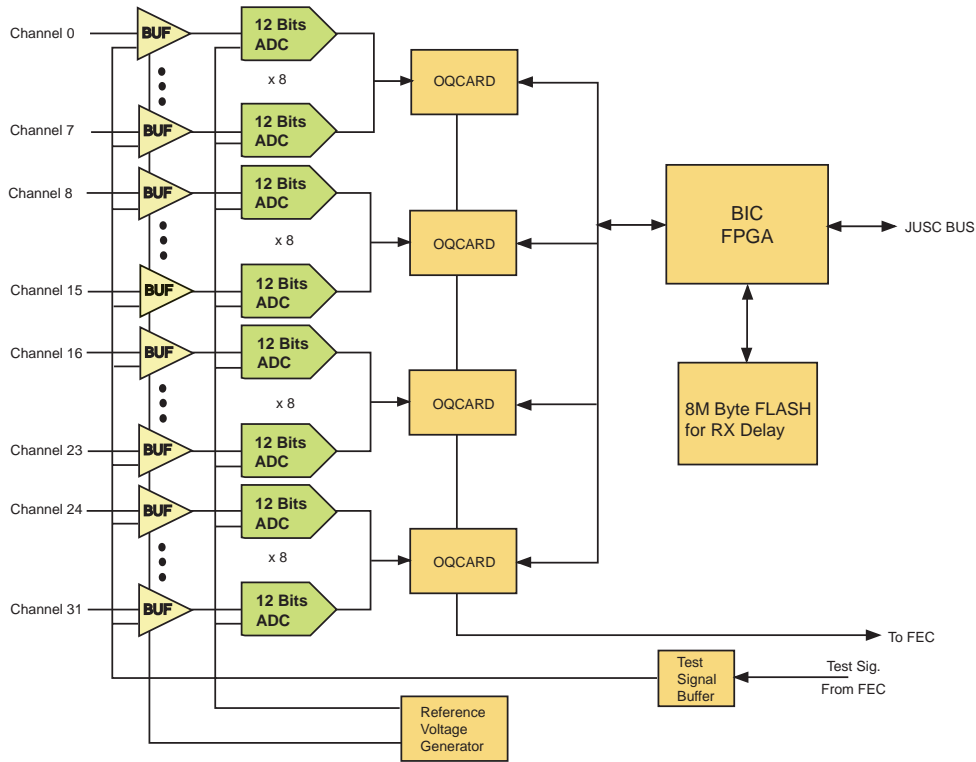 Channel 0
BUF
12 Bits
ADC
x 8
OQCARD
Channel 7
BUF
12 Bits
ADC
Channel 8
BUF
12 Bits
ADC
x 8
OQCARD
Channel 15
BUF
12 Bits
ADC
Channel 16
BUF
12 Bits
ADC
x 8
OQCARD
Channel 23
BUF
12 Bits
ADC
Channel 24
BUF
12 Bits
ADC
x 8
OQCARD
Channel 31
BUF
12 Bits
ADC
BIC
FPGA
JUSC BUS
8M Byte FLASH
for RX Delay
To FEC
Test
Signal
Buffer
Test Sig.
From FEC
Reference
Voltage
Generator